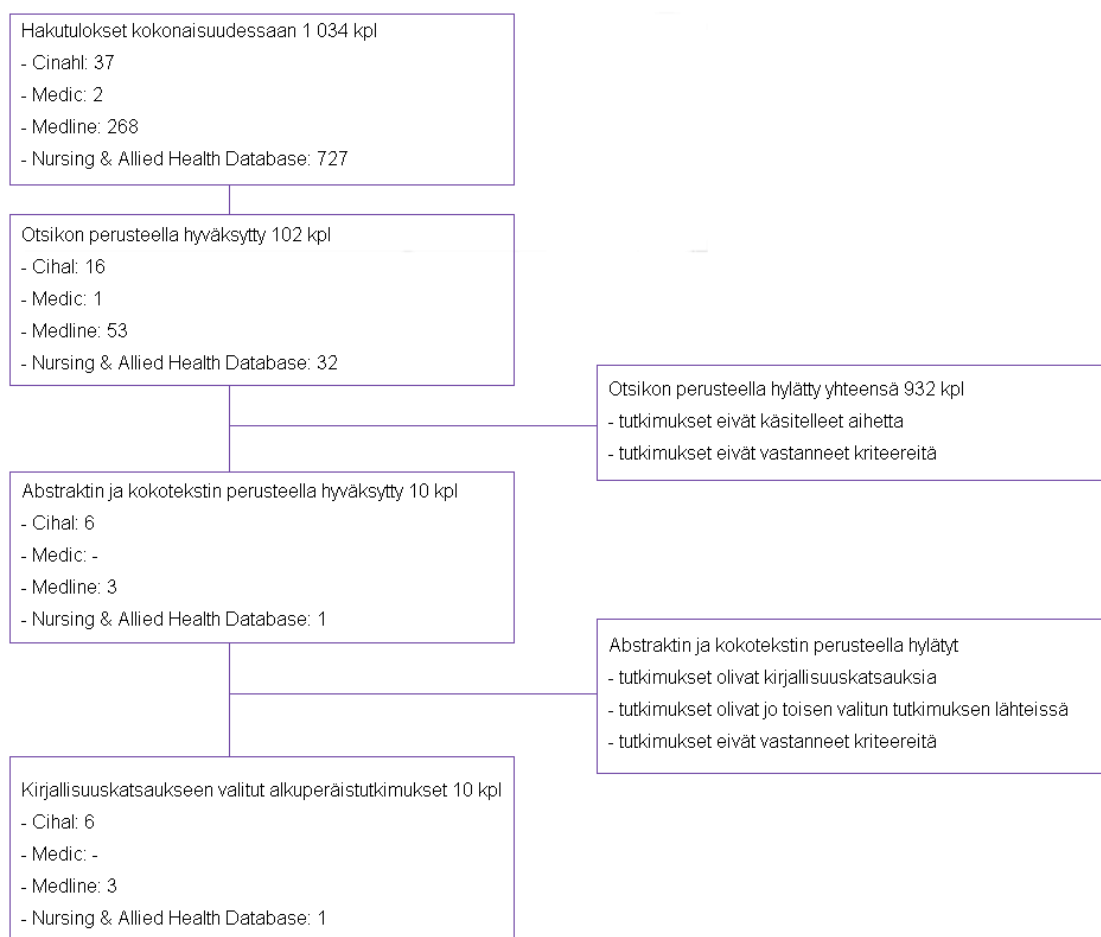 Hakutulokset kokonaisuudessaan 1 034 kpl
- Cinahl: 37
- Medic: 2
- Medline: 268
- Nursing & Allied Health Database: 727
Otsikon perusteella hyväksytty 102 kpl
- Cihal: 16
- Medic: 1
- Medline: 53
- Nursing & Allied Health Database: 32
Otsikon perusteella hylätty yhteensä 932 kpl
- tutkimukset eivät käsitelleet aihetta
- tutkimukset eivät vastanneet kriteereitä
Abstraktin ja kokotekstin perusteella hyväksytty 10 kpl
- Cihal: 6
- Medic: -
- Medline: 3
- Nursing & Allied Health Database: 1
Abstraktin ja kokotekstin perusteella hylätyt
- tutkimukset olivat kirjallisuuskatsauksia
- tutkimukset olivat jo toisen valitun tutkimuksen lähteissä
- tutkimukset eivät vastanneet kriteereitä
Kirjallisuuskatsaukseen valitut alkuperäistutkimukset 10 kpl
- Cihal: 6
- Medic: -
- Medline: 3
- Nursing & Allied Health Database: 1